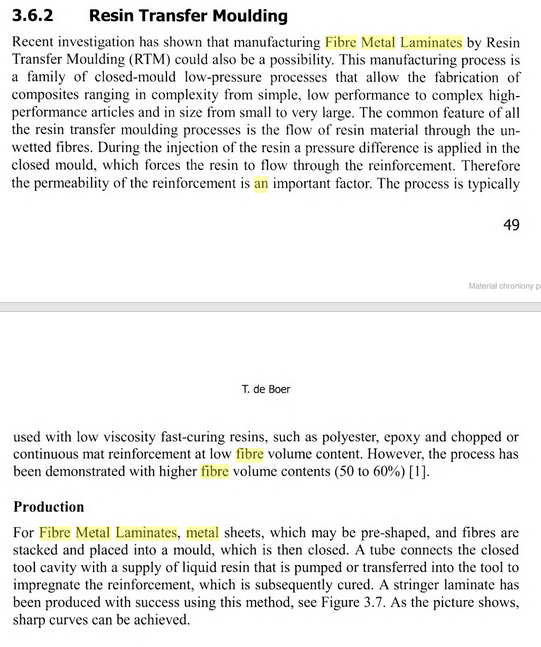 3.6.2 Resin Transfer Moulding
Recent investigation has shown that manufacturing Fibre Metal Laminates by Resin
Transfer Moulding (RTM) could also be a possibility. This manufacturing process is
a family of closed-mould low-pressure processes that allow the fabrication of
composites ranging in complexity from simple, low performance to complex high-
performance articles and in size from small to very large. The common feature of all
the resin transfer moulding processes is the flow of resin material through the un-
wetted fibres. During the injection of the resin a pressure difference is applied in the
closed mould, which forces the resin to flow through the reinforcement. Therefore
the permeability of the reinforcement is an important factor. The process is typically
49
Material chroniony p
T. de Boer
used with low viscosity fast-curing resins, such as polyester, epoxy and chopped or
continuous mat reinforcement at low fibre volume content. However, the process has
been demonstrated with higher fibre volume contents (50 to 60%) [1].
Production
For Fibre Metal Laminates, metal sheets, which may be pre-shaped, and fibres are
stacked and placed into a mould, which is then closed. A tube connects the closed
tool cavity with a supply of liquid resin that is pumped or transferred into the tool to
impregnate the reinforcement, which is subsequently cured. A stringer laminate has
been produced with success using this method, see Figure 3.7. As the picture shows,
sharp curves can be achieved.